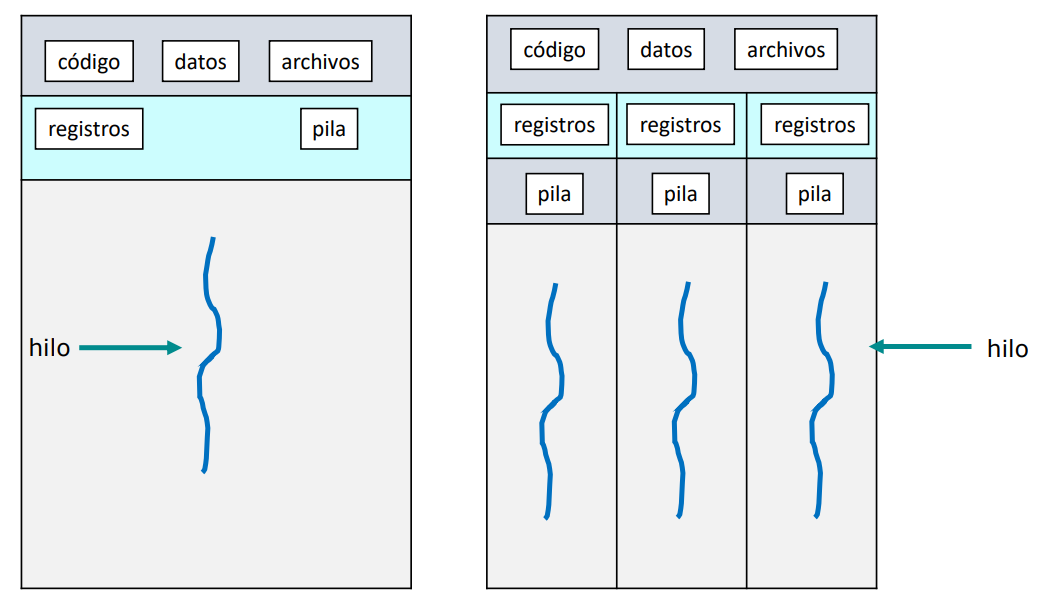 código datos archivos
registros pila
hilo
código datos archivos
registros registros registros
pila pila pila
hilo